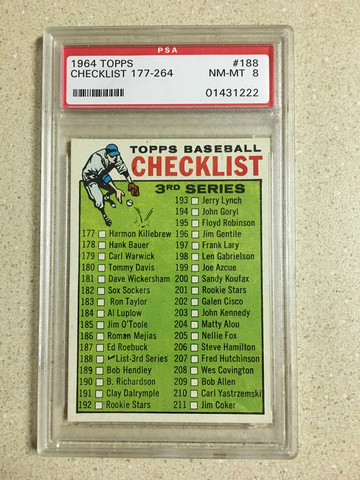 PSA
1964 TOPPS #188
CHECKLIST 177-264 NM-MT 8
01431222
TOPPS BASEBALL
CHECKLIST
3RD SERIES
177 Harmon Killebrew
178 Hank Bauer
179 Carl Warwick
180 Tommy Davis
181 Dave Wickersham
182 Sox Sockers
183 Ron Taylor
184 Al Luplow
185 Jim O'Toole
186 Roman Mejias
187 Ed Roebuck
188 List-3rd Series
189 Bob Hendley
190 B. Richardson
191 Clay Dalrymple
192 Rookie Stars
193 Jerry Lynch
194 John Goryl
195 Floyd Robinson
196 Jim Gentile
197 Frank Lary
198 Len Gabrielson
199 Joe Azcue
200 Sandy Koufax
201 Rookie Stars
202 Galen Cisco
203 John Kennedy
204 Matty Alou
205 Nellie Fox
206 Steve Hamilton
207 Fred Hutchinson
208 Wes Covington
209 Bob Allen
210 Carl Yastrzemski
211 Jim Coker